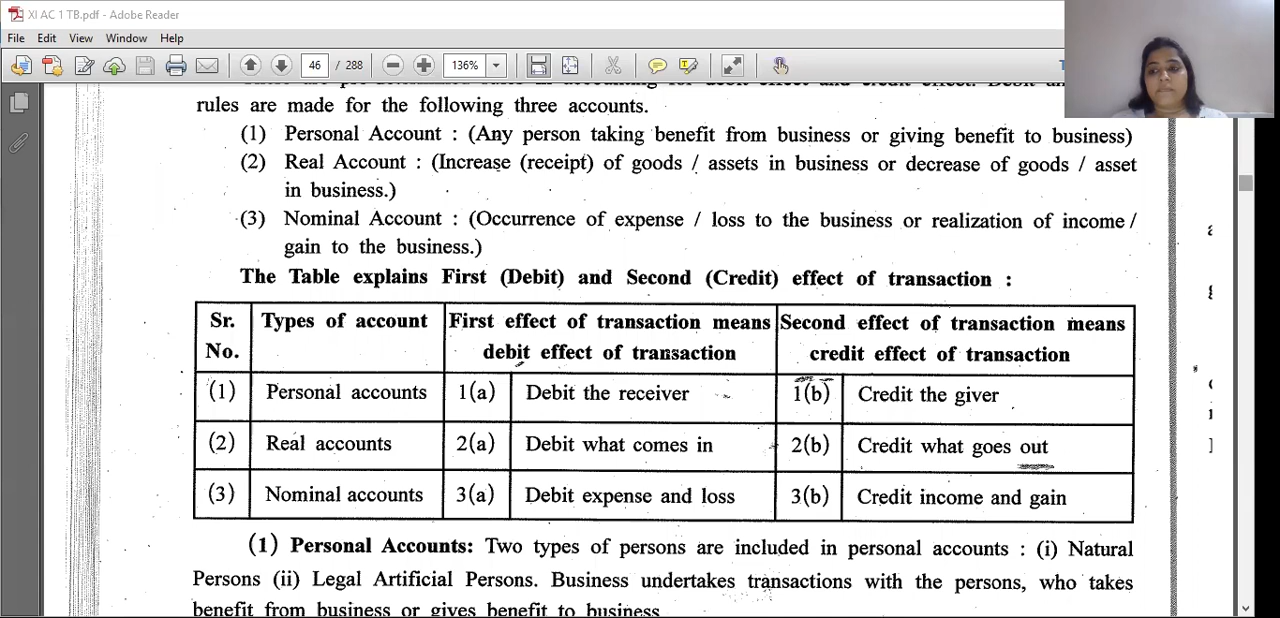 XI AC 1 TB.pdf - Adobe Reader
File Edit View Window Help
46 / 288 136%
rules are made for the following three accounts.
(1) Personal Account : (Any person taking benefit from business or giving benefit to business)
(2) Real Account : (Increase (receipt) of goods / assets in business or decrease of goods / asset
in business.)
(3) Nominal Account : (Occurrence of expense / loss to the business or realization of income /
gain to the business.)
The Table explains First (Debit) and Second (Credit) effect of transaction :
Sr. No. Types of account First effect of transaction means debit effect of transaction Second effect of transaction means credit effect of transaction
(1) Personal accounts 1(a) Debit the receiver 1(b) Credit the giver
(2) Real accounts 2(a) Debit what comes in 2(b) Credit what goes out
(3) Nominal accounts 3(a) Debit expense and loss 3(b) Credit income and gain
(1) Personal Accounts: Two types of persons are included in personal accounts : (i) Natural
Persons (ii) Legal Artificial Persons. Business undertakes transactions with the persons, who takes
benefit from business or gives benefit to business